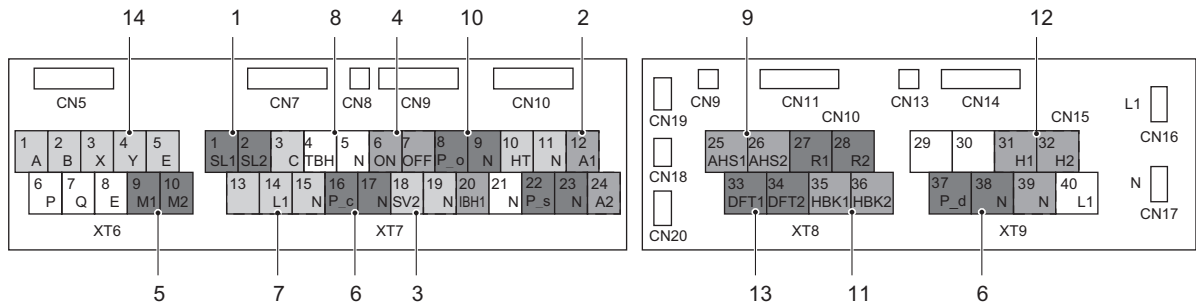 14 1 8 4 10 2 9 12
CN5 CN7 CN8 CN9 CN10 CN19 CN9 CN11 CN10 CN13 CN14 CN15 L1 CN16
1 2 3 4 5 1 2 3 4 5 6 7 8 9 10 11 12 25 26 27 28 29 30 31 32
A B X Y E SL1 SL2 C TBH N ON OFF P_o N HT N A1 AHS1 AHS2 R1 R2 H1 H2
CN18
6 7 8 9 10 13 14 15 16 17 18 19 20 21 22 23 24 33 34 35 36 37 38 39 40
P Q E M1 M2 L1 N P_c N SV2 N IBH1 N P_s N A2 DFT1 DFT2 HBK1 HBK2 P_d N N L1
N CN17
XT6 XT7 CN20 XT8 XT9
5 7 6 3 13 11 6